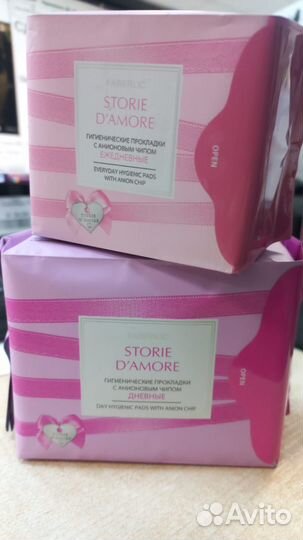 FABERLIC
STORIE
D'AMORE
ГИГИЕНИЧЕСКИЕ ПРОКЛАДКИ
С АНИОНОВЫМ ЧИПОМ
ЕЖЕДНЕВНЫЕ
EVERYDAY HYGIENIC PADS
WITH ANION CHIP
OPEN
FABERLIC
STORIE
D'AMORE
ГИГИЕНИЧЕСКИЕ ПРОКЛАДКИ
С АНИОНОВЫМ ЧИПОМ
ДНЕВНЫЕ
DAY HYGIENIC PADS WITH ANION CHIP
OPEN
Avito